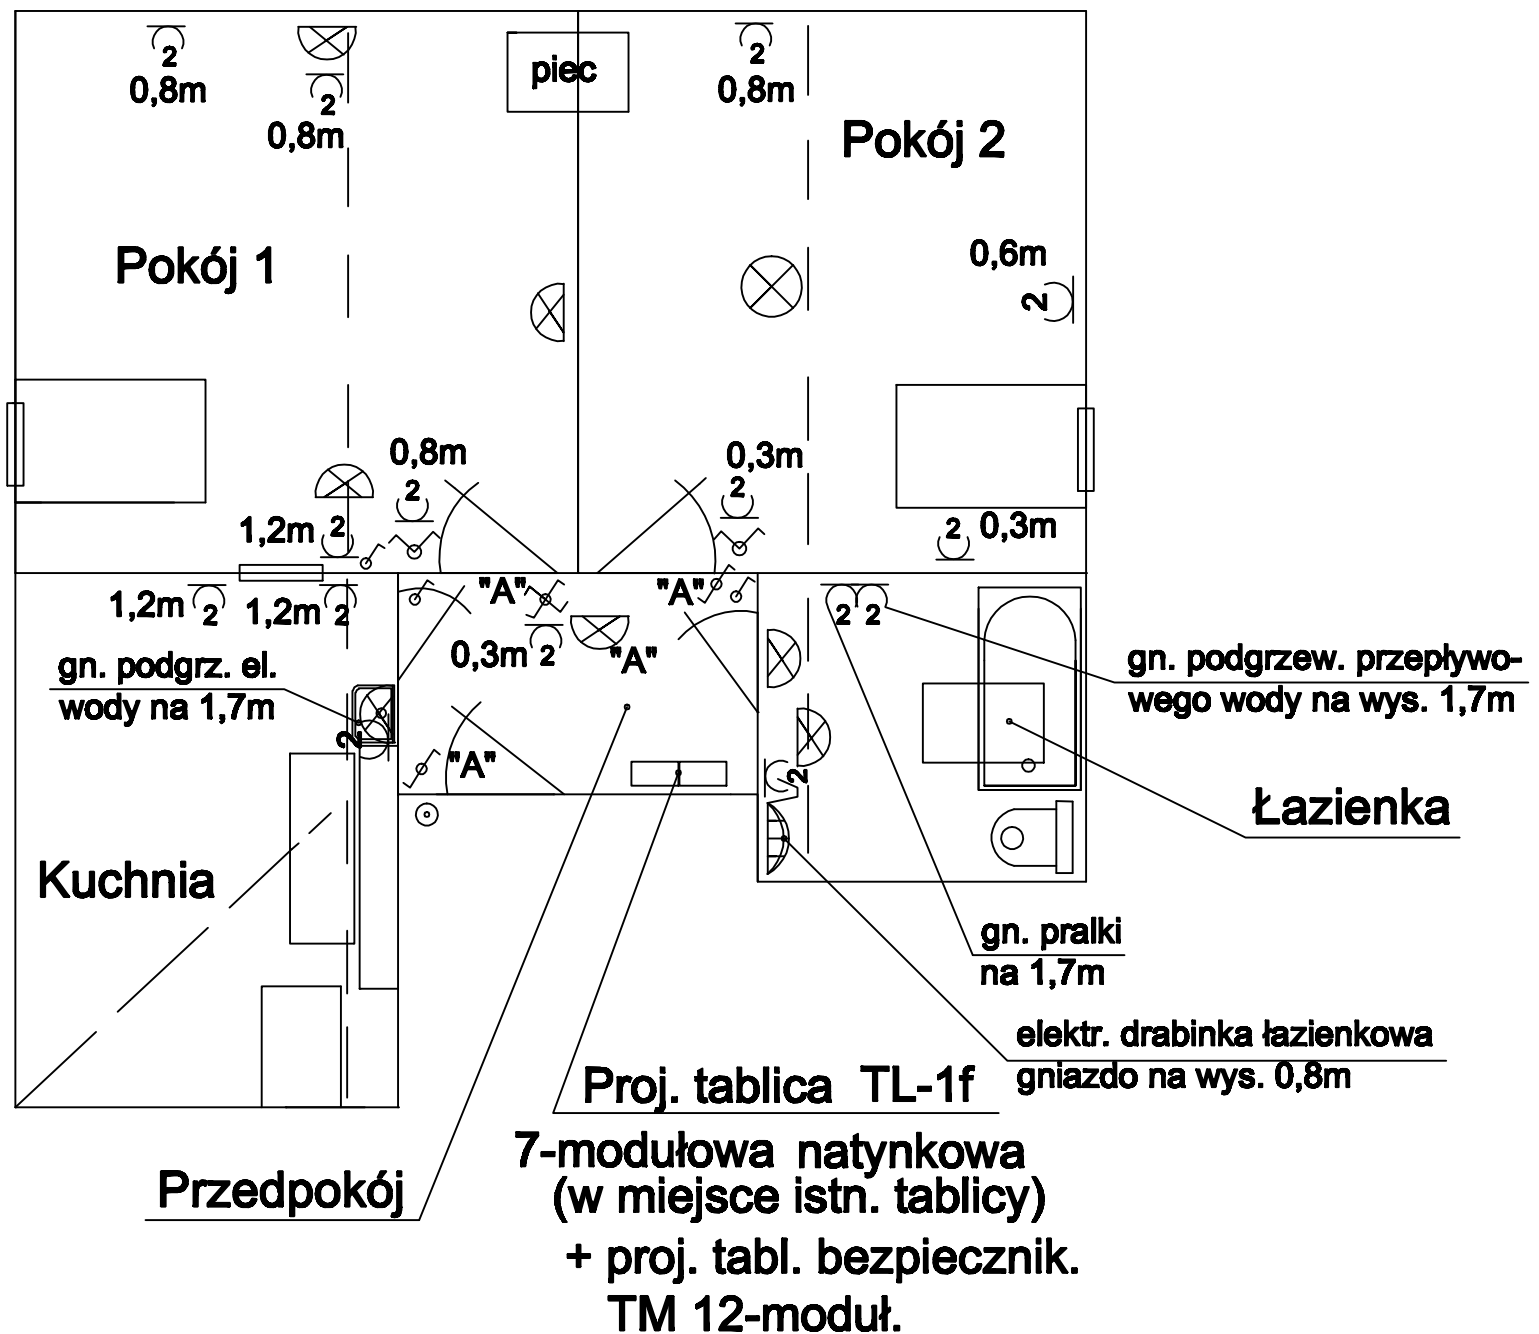 2
0,8m
2
0,8m
piec
2
0,8m
Pokój 2
Pokój 1
0,6m
2
0,8m
2
0,3m
2
1,2m 2
2 0,3m
1,2m 2
1,2m 2
"A"
"A"
0,3m 2
"A"
2 2
gn. podgrz. el.
wody na 1,7m
2
gn. podgrzew. przepływo-
wego wody na wys. 1,7m
"A"
2
Łazienka
Kuchnia
gn. pralki
na 1,7m
elektr. drabinka łazienkowa
gniazdo na wys. 0,8m
Proj. tablica TL-1f
7-modułowa natynkowa
(w miejsce istn. tablicy)
+ proj. tabl. bezpiecznik.
TM 12-moduł.
Przedpokój